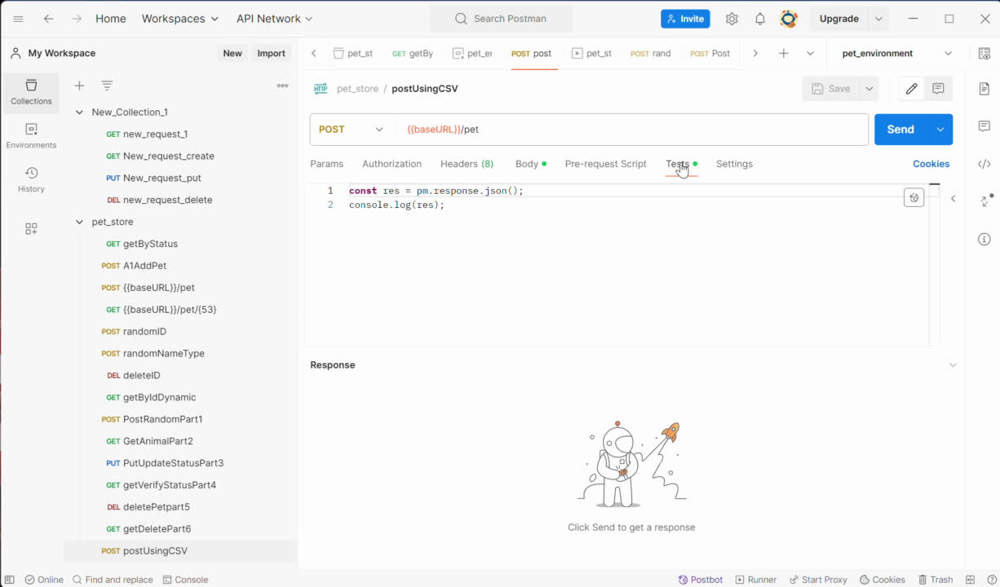 Home Workspaces API Network Search Postman Invite Upgrade
My Workspace New Import
pet_st GET getBy pet_er POST post pet_st POST rand POST Post pet_environment
Collections
Environments
History
New_Collection_1
GET new_request_1
GET New_request_create
PUT New_request_put
DEL new_request_delete
pet_store
GET getByStatus
POST A1AddPet
POST {{baseURL}}/pet
GET {{baseURL}}/pet/{53}
POST randomID
POST randomNameType
DEL deleteID
GET getByIdDynamic
POST PostRandomPart1
GET GetAnimalPart2
PUT PutUpdateStatusPart3
GET getVerifyStatusPart4
DEL deletePetpart5
GET getDeletePart6
POST postUsingCSV
HTTP pet_store / postUsingCSV Save
POST {{baseURL}}/pet Send
Params Authorization Headers (8) Body Pre-request Script Tests Settings Cookies
1 const res = pm.response.json();
2 console.log(res);
Response
Click Send to get a response
Online Find and replace Console Postbot Runner Start Proxy Cookies Trash